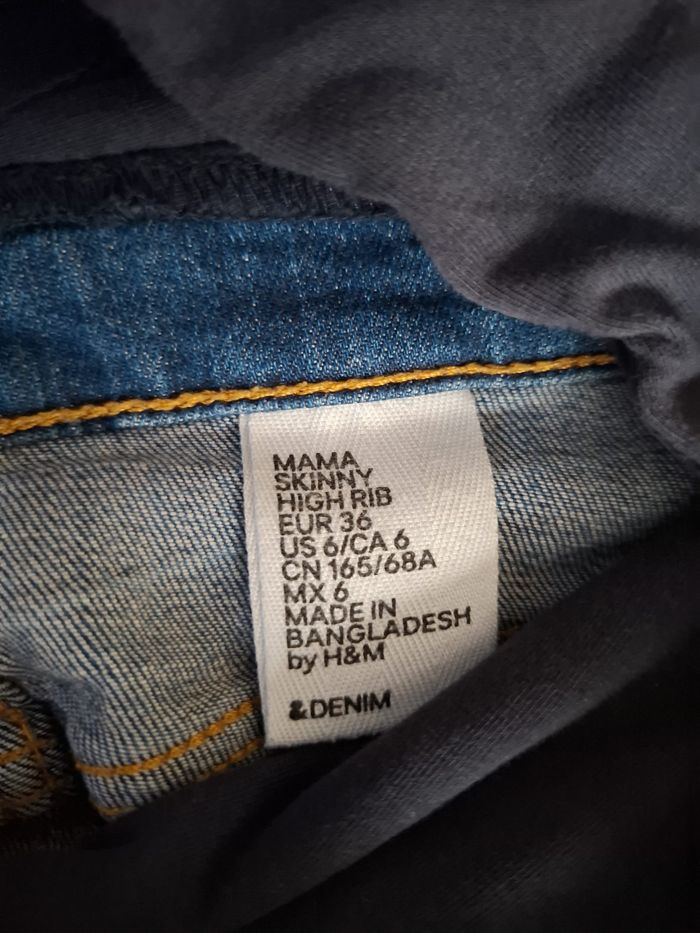 MAMA
SKINNY
HIGH RIB
EUR 36
US 6/CA 6
CN 165/68A
MX 6
MADE IN
BANGLADESH
by H&M
&DENIM